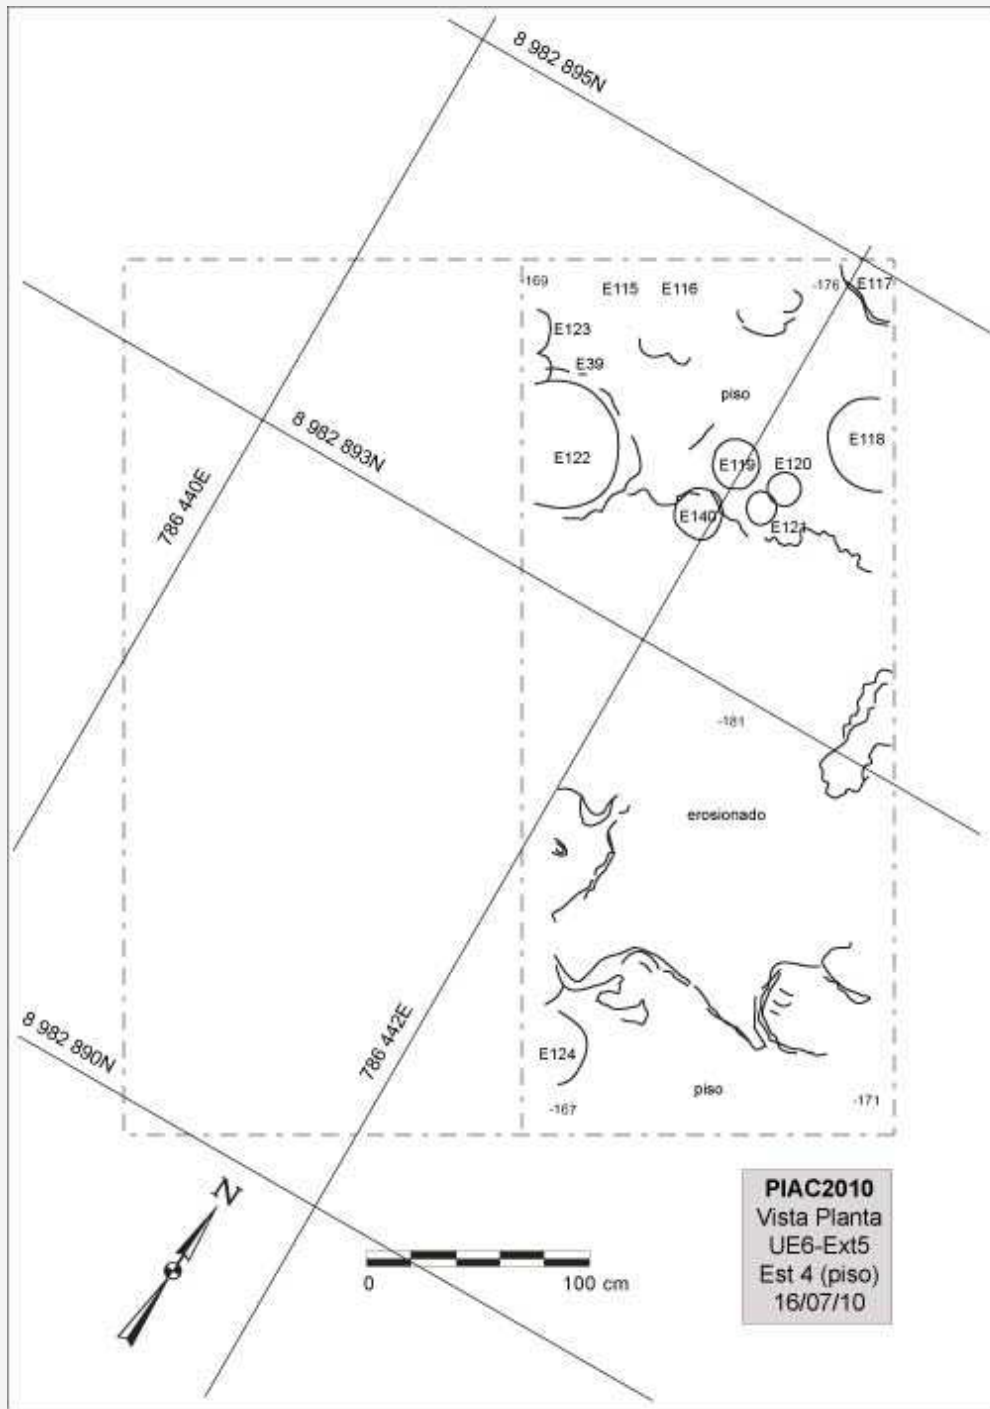 8 982 895N
-169
E115
E116
-176
E117
E123
E39
piso
8 982 893N
E118
E122
E119
E120
786 440E
E140
E121
-181
erosionado
8 982 890N
786 442E
E124
piso
-167
-171
N
0
100 cm
PIAC2010
Vista Planta
UE6-Ext5
Est 4 (piso)
16/07/10